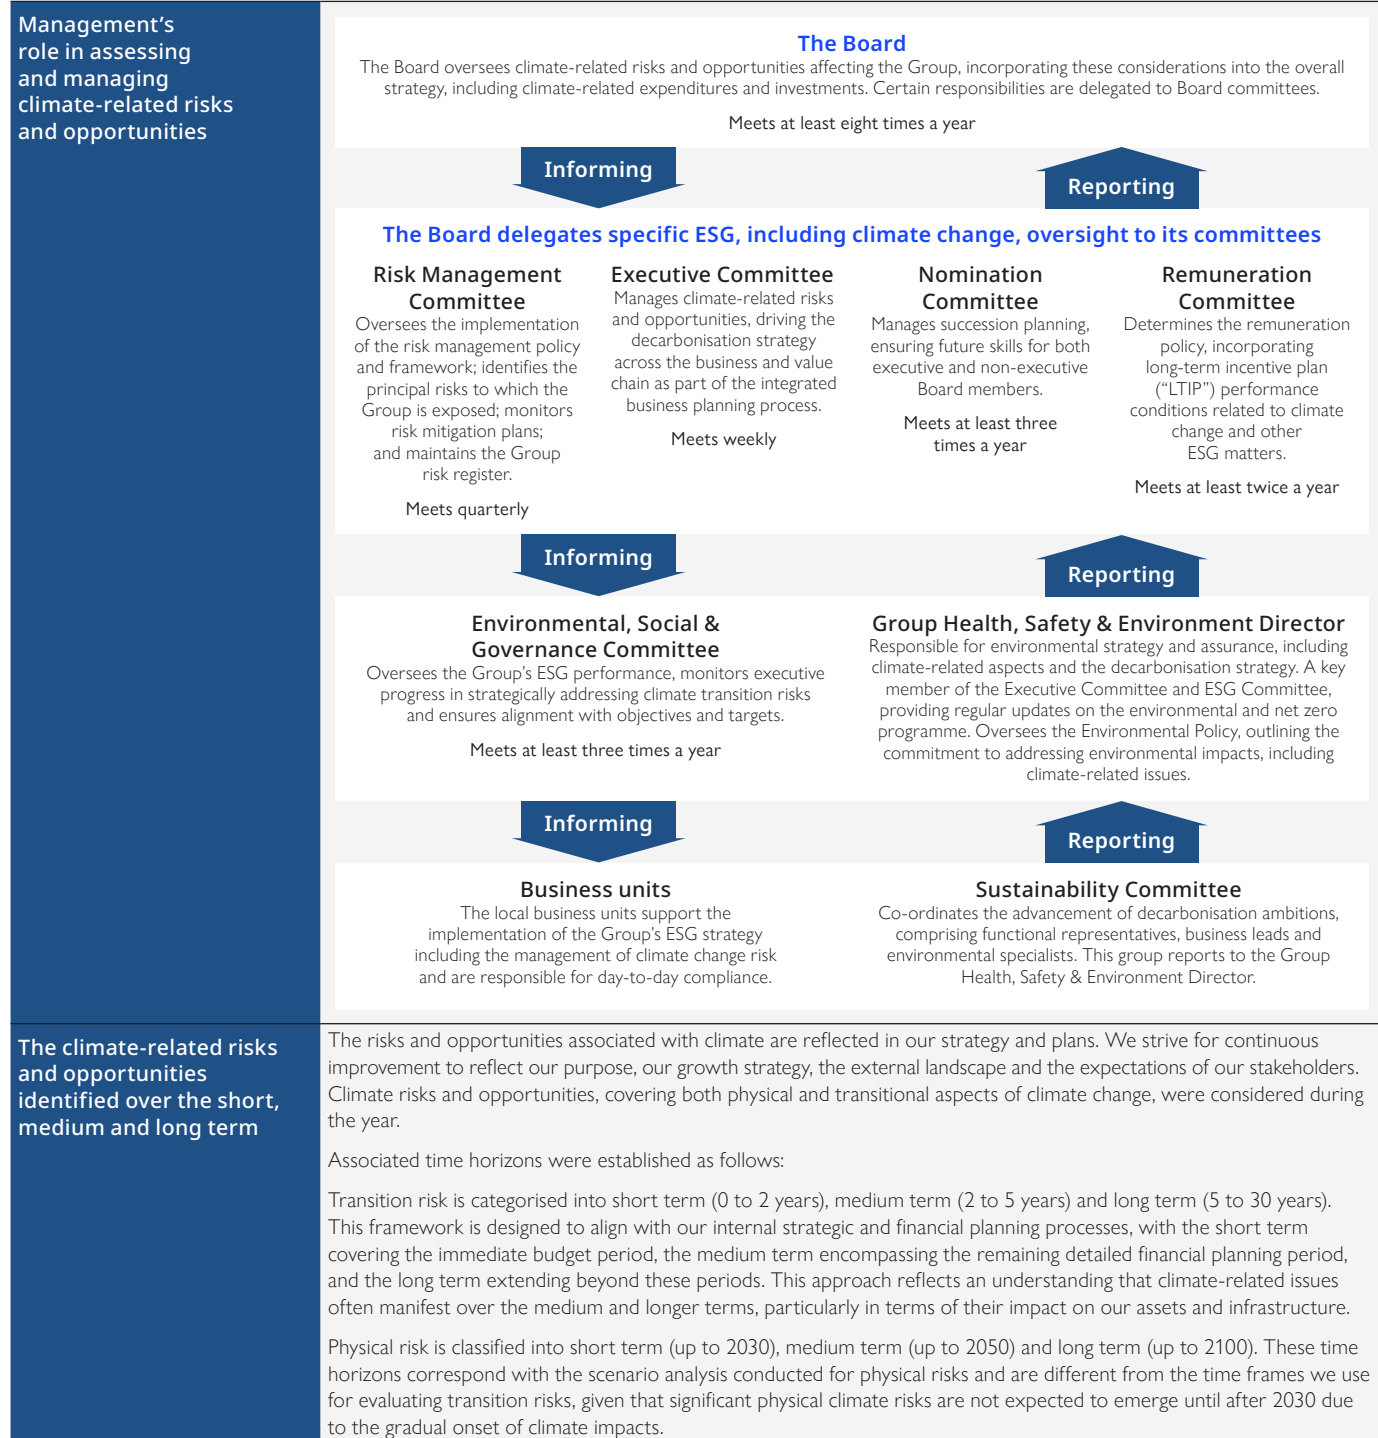 Management's
role in assessing
and managing
climate-related risks
and opportunities
The Board
The Board oversees climate-related risks and opportunities affecting the Group, incorporating these considerations into the overall
strategy, including climate-related expenditures and investments. Certain responsibilities are delegated to Board committees.
Meets at least eight times a year
Informing
Reporting
The Board delegates specific ESG, including climate change, oversight to its committees
Risk Management
Committee
Oversees the implementation
of the risk management policy
and framework; identifies the
principal risks to which the
Group is exposed; monitors
risk mitigation plans;
and maintains the Group
risk register.
Meets quarterly
Executive Committee
Manages climate-related risks
and opportunities, driving the
decarbonisation strategy
across the business and value
chain as part of the integrated
business planning process.
Meets weekly
Nomination
Committee
Manages succession planning,
ensuring future skills for both
executive and non-executive
Board members.
Meets at least three
times a year
Remuneration
Committee
Determines the remuneration
policy, incorporating
long-term incentive plan
(“LTIP”) performance
conditions related to climate
change and other
ESG matters.
Meets at least twice a year
Informing
Reporting
Environmental, Social &
Governance Committee
Oversees the Group's ESG performance, monitors executive
progress in strategically addressing climate transition risks
and ensures alignment with objectives and targets.
Meets at least three times a year
Group Health, Safety & Environment Director
Responsible for environmental strategy and assurance, including
climate-related aspects and the decarbonisation strategy. A key
member of the Executive Committee and ESG Committee,
providing regular updates on the environmental and net zero
programme. Oversees the Environmental Policy, outlining the
commitment to addressing environmental impacts, including
climate-related issues.
Informing
Reporting
Business units
The local business units support the
implementation of the Group's ESG strategy
including the management of climate change risk
and are responsible for day-to-day compliance.
Sustainability Committee
Co-ordinates the advancement of decarbonisation ambitions,
comprising functional representatives, business leads and
environmental specialists. This group reports to the Group
Health, Safety & Environment Director.
The climate-related risks
and opportunities
identified over the short,
medium and long term
The risks and opportunities associated with climate are reflected in our strategy and plans. We strive for continuous
improvement to reflect our purpose, our growth strategy, the external landscape and the expectations of our stakeholders.
Climate risks and opportunities, covering both physical and transitional aspects of climate change, were considered during
the year.
Associated time horizons were established as follows:
Transition risk is categorised into short term (0 to 2 years), medium term (2 to 5 years) and long term (5 to 30 years).
This framework is designed to align with our internal strategic and financial planning processes, with the short term
covering the immediate budget period, the medium term encompassing the remaining detailed financial planning period,
and the long term extending beyond these periods. This approach reflects an understanding that climate-related issues
often manifest over the medium and longer terms, particularly in terms of their impact on our assets and infrastructure.
Physical risk is classified into short term (up to 2030), medium term (up to 2050) and long term (up to 2100). These time
horizons correspond with the scenario analysis conducted for physical risks and are different from the time frames we use
for evaluating transition risks, given that significant physical climate risks are not expected to emerge until after 2030 due
to the gradual onset of climate impacts.